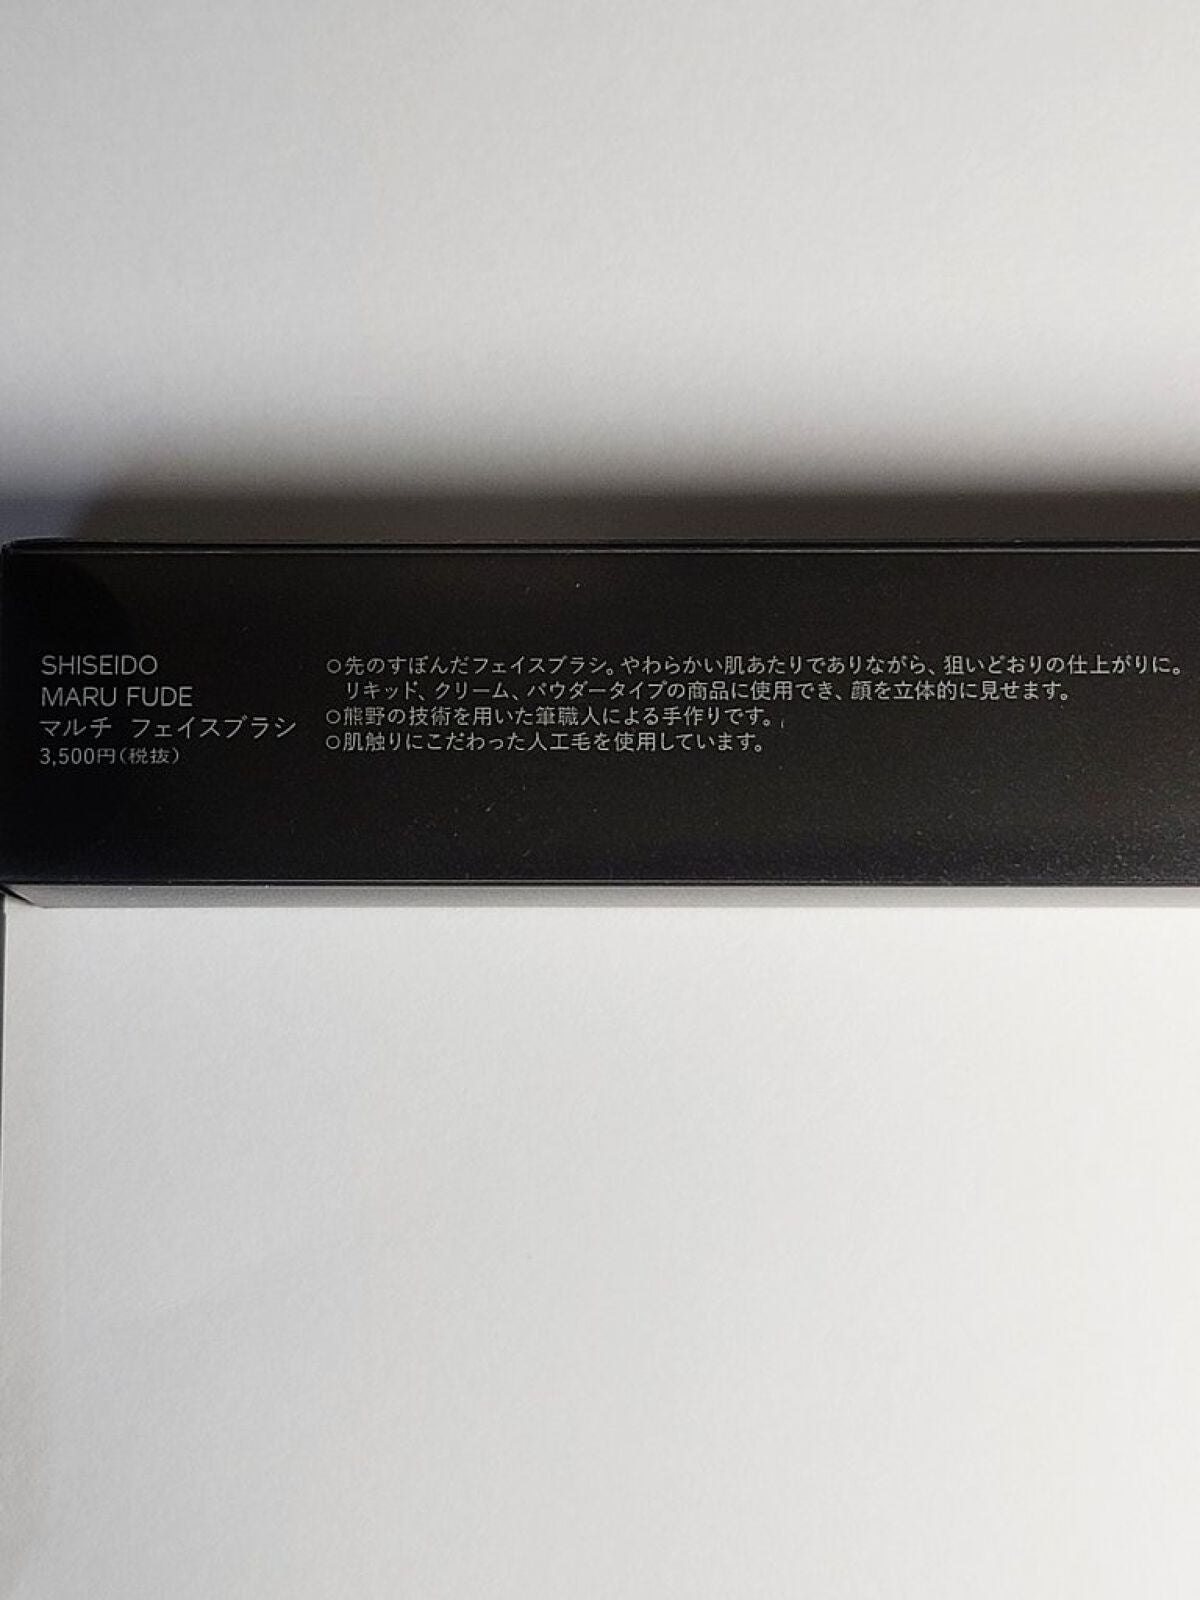 SHISEIDO
MARU FUDE
マルチ フェイスブラシ
3,500円(税抜)
○先のすぼんだフェイスブラシ。やわらかい肌あたりでありながら、狙いどおりの仕上がりに。
リキッド、クリーム、パウダータイプの商品に使用でき、顔を立体的に見せます。
○熊野の技術を用いた筆職人による手作りです。
○肌触りにこだわった人工毛を使用しています。